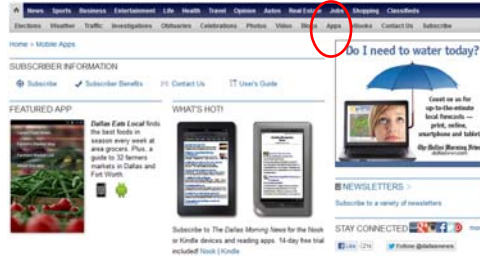 News Sports Business Entertainment Life Health Travel Opinion Autos Real Estate Jobs Shopping Classifieds
Elections Weather Traffic Investigations Obituaries Celebrations Photos Video Blogs Apps eBooks Contact Us Subscribe
Home > Mobile Apps
Do I need to water today?
SUBSCRIBER INFORMATION
Subscribe Subscriber Benefits Contact Us User's Guide
Count on us for
up-to-the-minute
local forecasts —
print, online,
smartphone and tablet
The Dallas Morning News
dallasnews.com
FEATURED APP
Dallas Eats Local finds
the best foods in
season every week at
area grocers. Plus, a
guide to 32 farmers
markets in Dallas and
Fort Worth.
WHAT'S HOT!
Subscribe to The Dallas Morning News for the Nook
or Kindle devices and reading apps. 14-day free trial
included! Nook | Kindle
NEWSLETTERS >
Subscribe to a variety of newsletters
STAY CONNECTED
Like
Follow @dallasnews